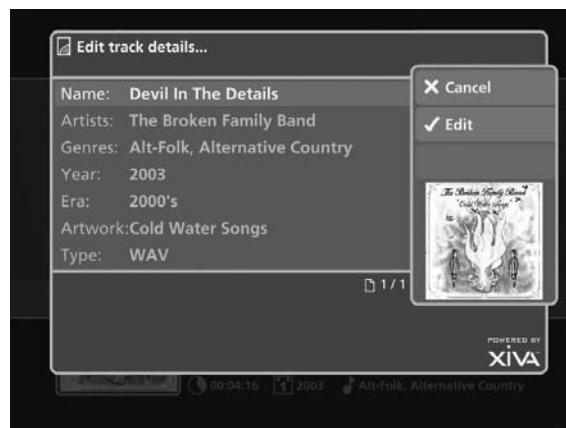 Edit track details...
Name: Devil In The Details
Artists: The Broken Family Band
Genres: Alt-Folk, Alternative Country
Year: 2003
Era: 2000's
Artwork:Cold Water Songs
Type: WAV
1/1
Cancel
Edit
The Broken Family Band
Cold Water Songs
POWERED BY
XiVA
00:04:16 1 2003 Alt-Folk, Alternative Country